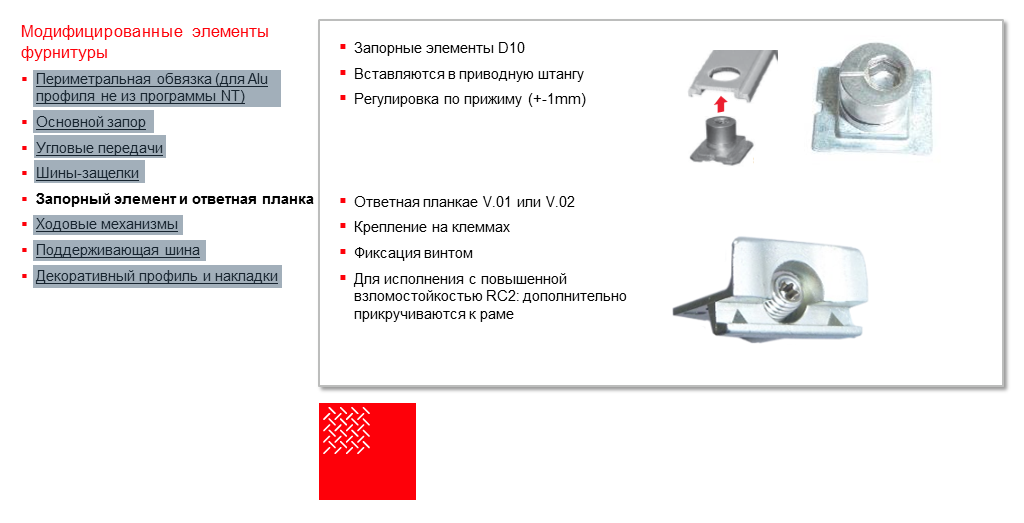 Модифицированные элементы
фурнитуры
Периметральная обвязка (для Alu
профиля не из программы NT)
Основной запор
Угловые передачи
Шины-защелки
Запорный элемент и ответная планка
Ходовые механизмы
Поддерживающая шина
Декоративный профиль и накладки
Запорные элементы D10
Вставляются в приводную штангу
Регулировка по прижиму (+-1mm)
Ответная планкае V.01 или V.02
Крепление на клеммах
Фиксация винтом
Для исполнения с повышенной
взломостойкостью RC2: дополнительно
прикручиваются к раме